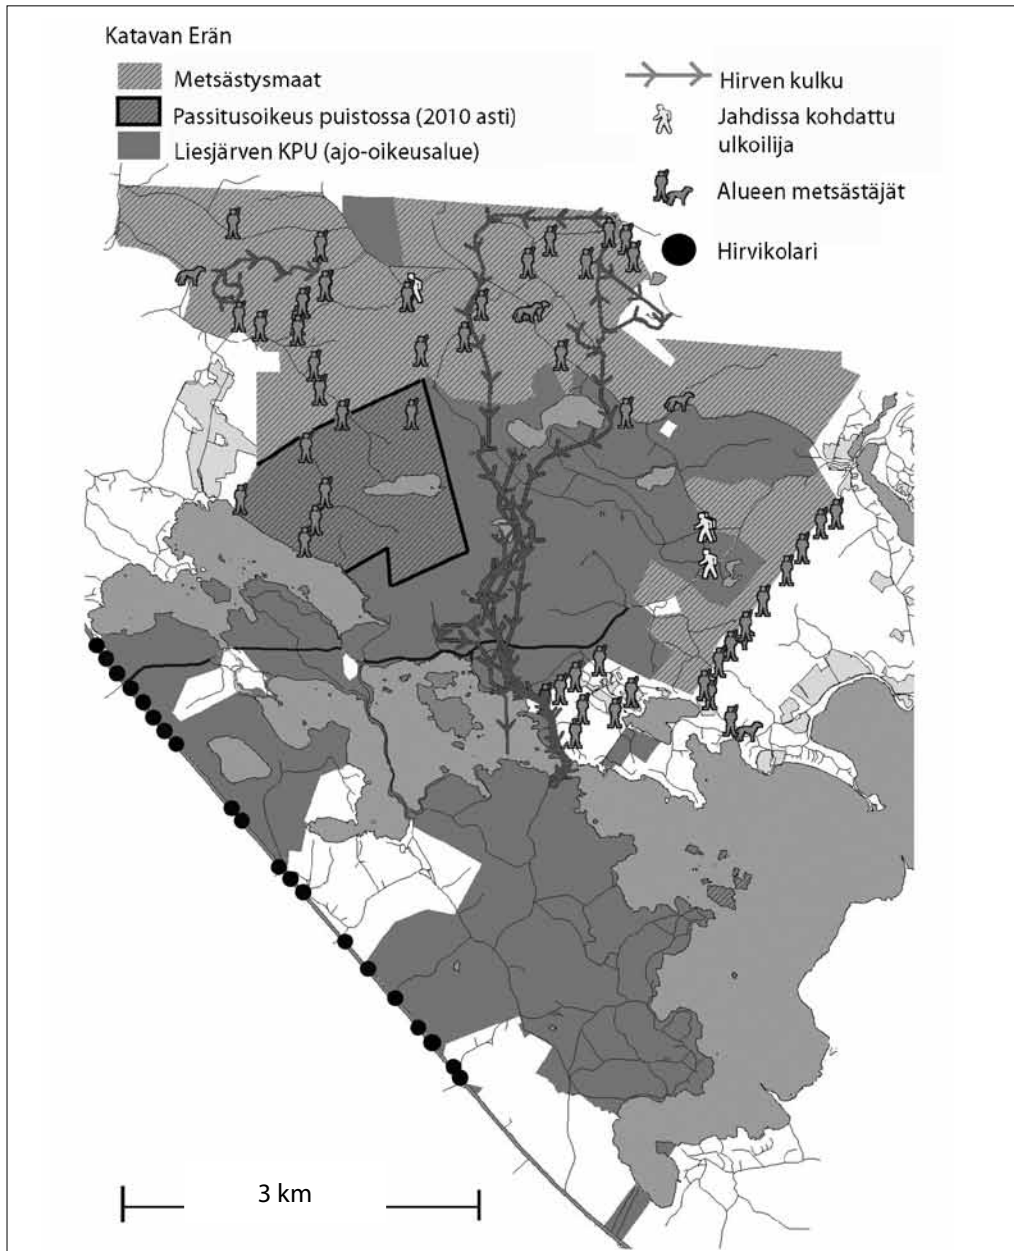 Katavan Erän
Metsästysmaat
Passitusoikeus puistossa (2010 asti)
Liesjärven KPU (ajo-oikeusalue)
Hirven kulku
Jahdissa kohdattu
ulkoilija
Alueen metsästäjät
Hirvikolari
3 km